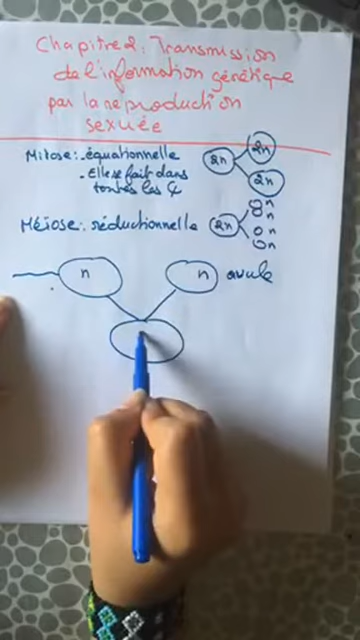 Chapitre 2: Transmission
de l'information génétique
par la reproduction
sexuée
Mitose: - équationnelle
- Elle se fait dans
toutes les
2n
2n
2n
Méiose: réductionnelle
2n
n
n
n
n
n
n ovule